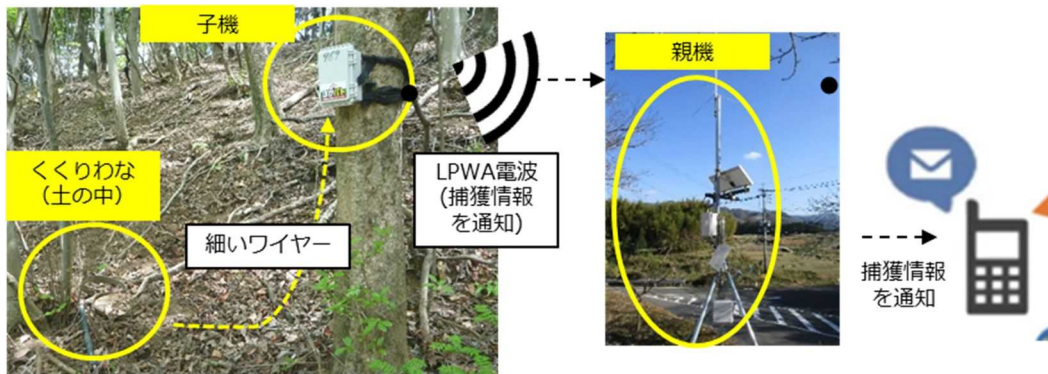 子機
親機
くくりわな
（土の中）
LPWA電波
(捕獲情報
を通知)
細いワイヤー
捕獲情報
を通知